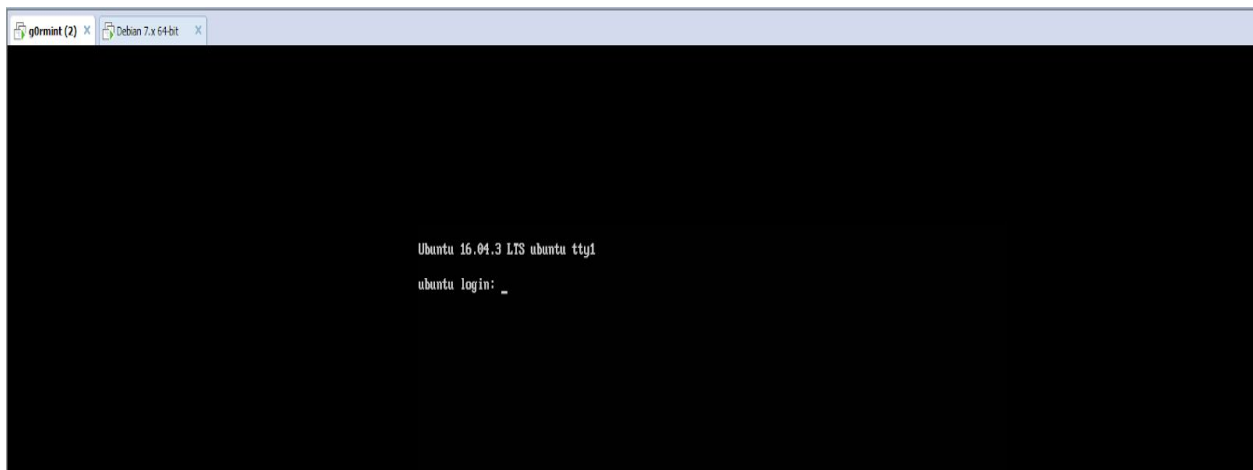 g0rmint (2) X Debian 7.x 64-bit X
Ubuntu 16.04.3 LTS ubuntu tty1
ubuntu login: _